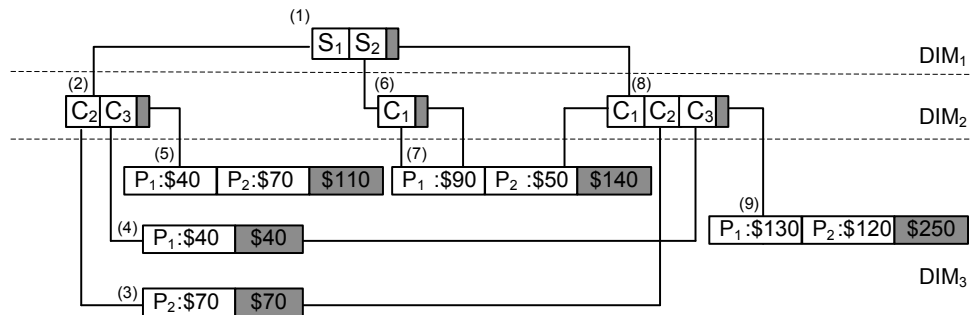 (1)
S1 S2
DIM1
(2) (6) (8)
C2 C3 C1 C1 C2 C3
DIM2
(5) (7)
P1:$40 P2:$70 $110 P1 :$90 P2 :$50 $140
(9)
P1:$130 P2:$120 $250
(4) P1:$40 $40
DIM3
(3) P2:$70 $70